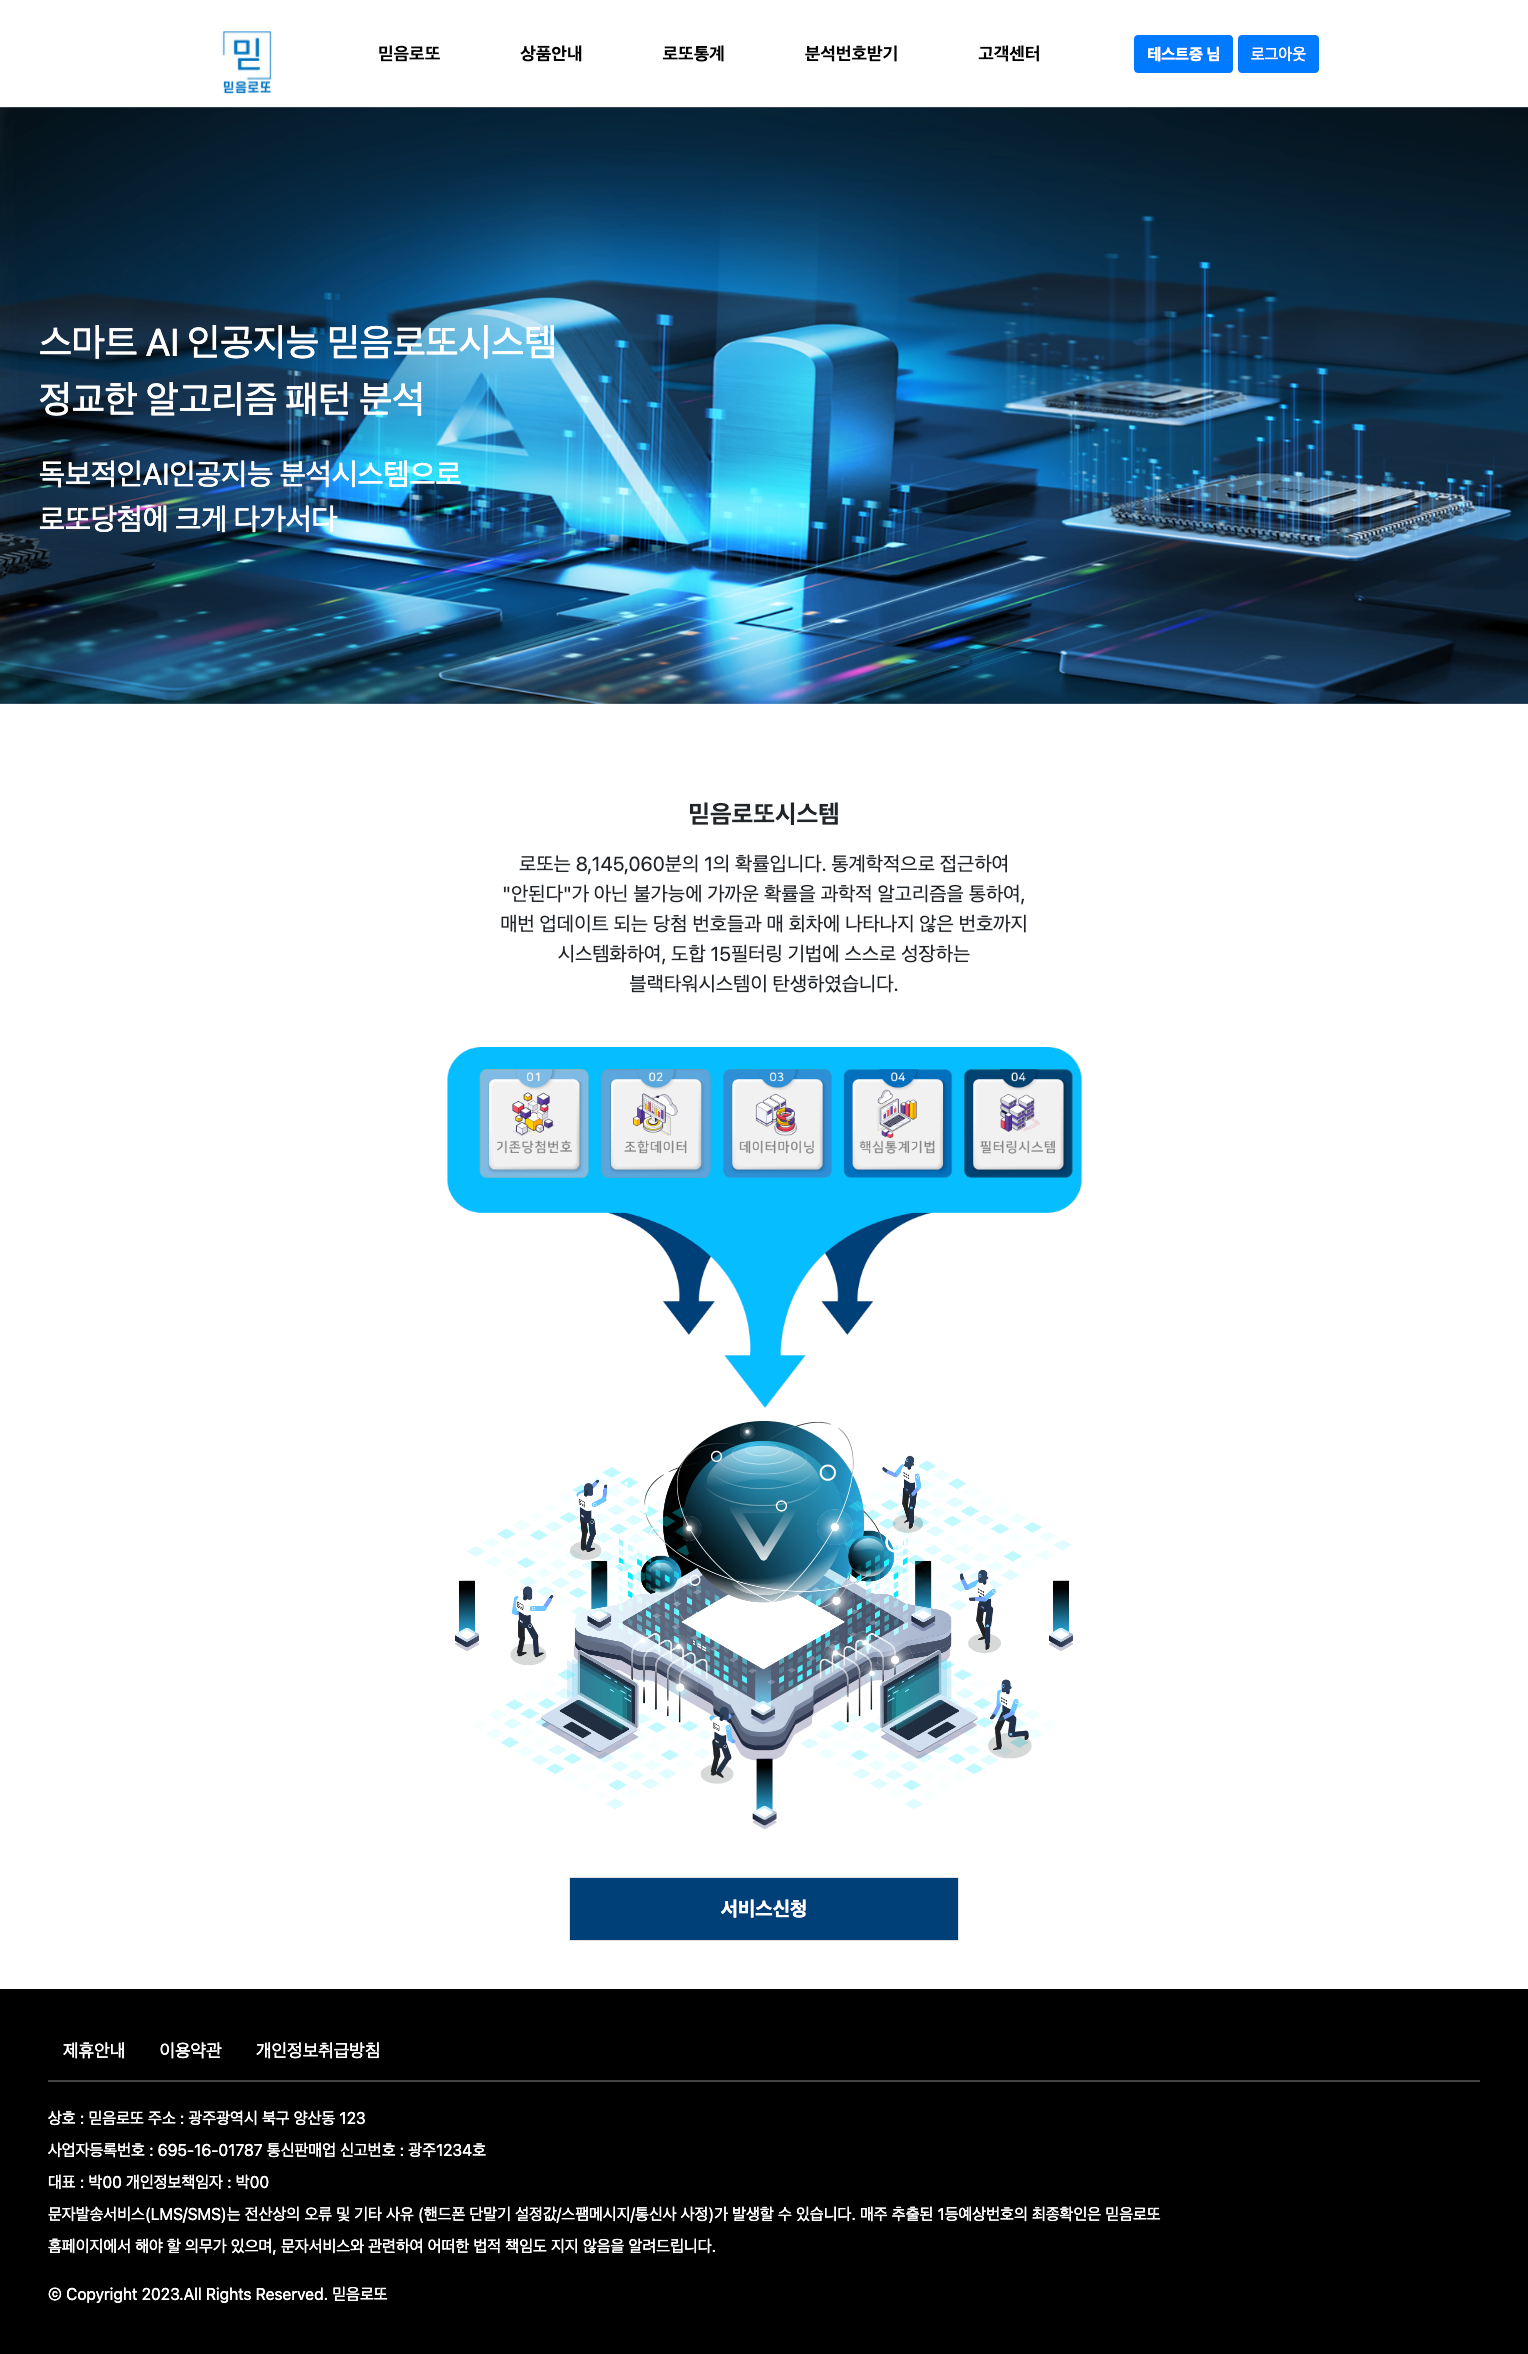 믿
믿음로또
믿음로또
상품안내
로또통계
분석번호받기
고객센터
테스트중 님
로그아웃
스마트 AI 인공지능 믿음로또시스템
정교한 알고리즘 패턴 분석
독보적인AI인공지능 분석시스템으로
로또당첨에 크게 다가서다
AI
믿음로또시스템
로또는 8,145,060분의 1의 확률입니다. 통계학적으로 접근하여
"안된다"가 아닌 불가능에 가까운 확률을 과학적 알고리즘을 통하여,
매번 업데이트 되는 당첨 번호들과 매 회차에 나타나지 않은 번호까지
시스템화하여, 도합 15필터링 기법에 스스로 성장하는
블랙타워시스템이 탄생하였습니다.
01
기존당첨번호
02
조합데이터
03
데이터마이닝
04
핵심통계기법
04
필터링시스템
서비스신청
제휴안내
이용약관
개인정보취급방침
상호 : 믿음로또 주소 : 광주광역시 북구 양산동 123
사업자등록번호 : 695-16-01787 통신판매업 신고번호 : 광주1234호
대표 : 박00 개인정보책임자 : 박00
문자발송서비스(LMS/SMS)는 전산상의 오류 및 기타 사유 (핸드폰 단말기 설정값/스팸메시지/통신사 사정)가 발생할 수 있습니다. 매주 추출된 1등예상번호의 최종확인은 믿음로또
홈페이지에서 해야 할 의무가 있으며, 문자서비스와 관련하여 어떠한 법적 책임도 지지 않음을 알려드립니다.
© Copyright 2023.All Rights Reserved. 믿음로또